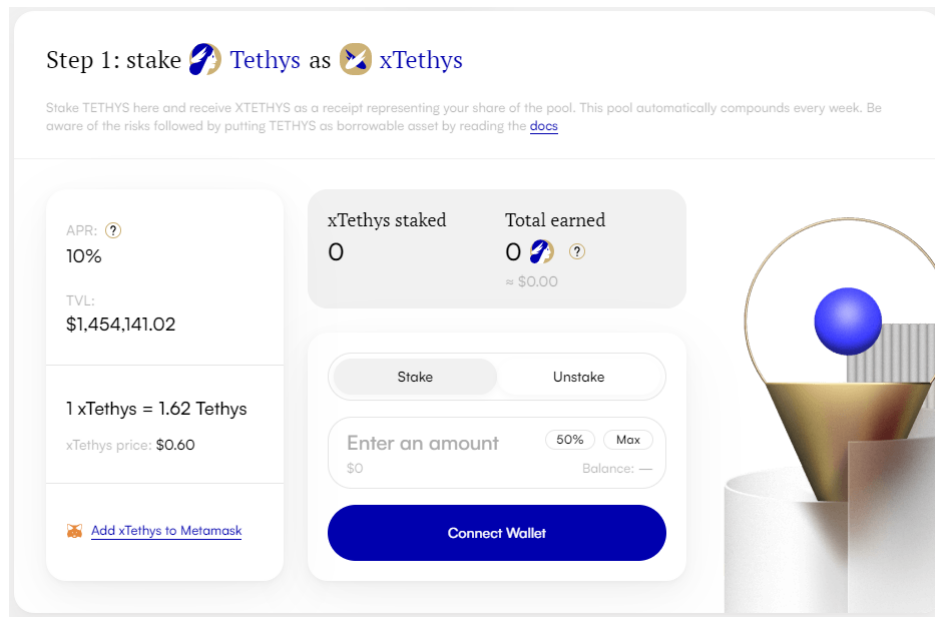 Step 1: stake Tethys as xTethys
Stake TETHYS here and receive XTETHYS as a receipt representing your share of the pool. This pool automatically compounds every week. Be
aware of the risks followed by putting TETHYS as borrowable asset by reading the docs
APR: ?
10%
TVL:
$1,454,141.02
1 xTethys = 1.62 Tethys
xTethys price: $0.60
Add xTethys to Metamask
xTethys staked
0
Total earned
0 ?
≈ $0.00
Stake
Unstake
Enter an amount
50%
Max
$0
Balance: —
Connect Wallet